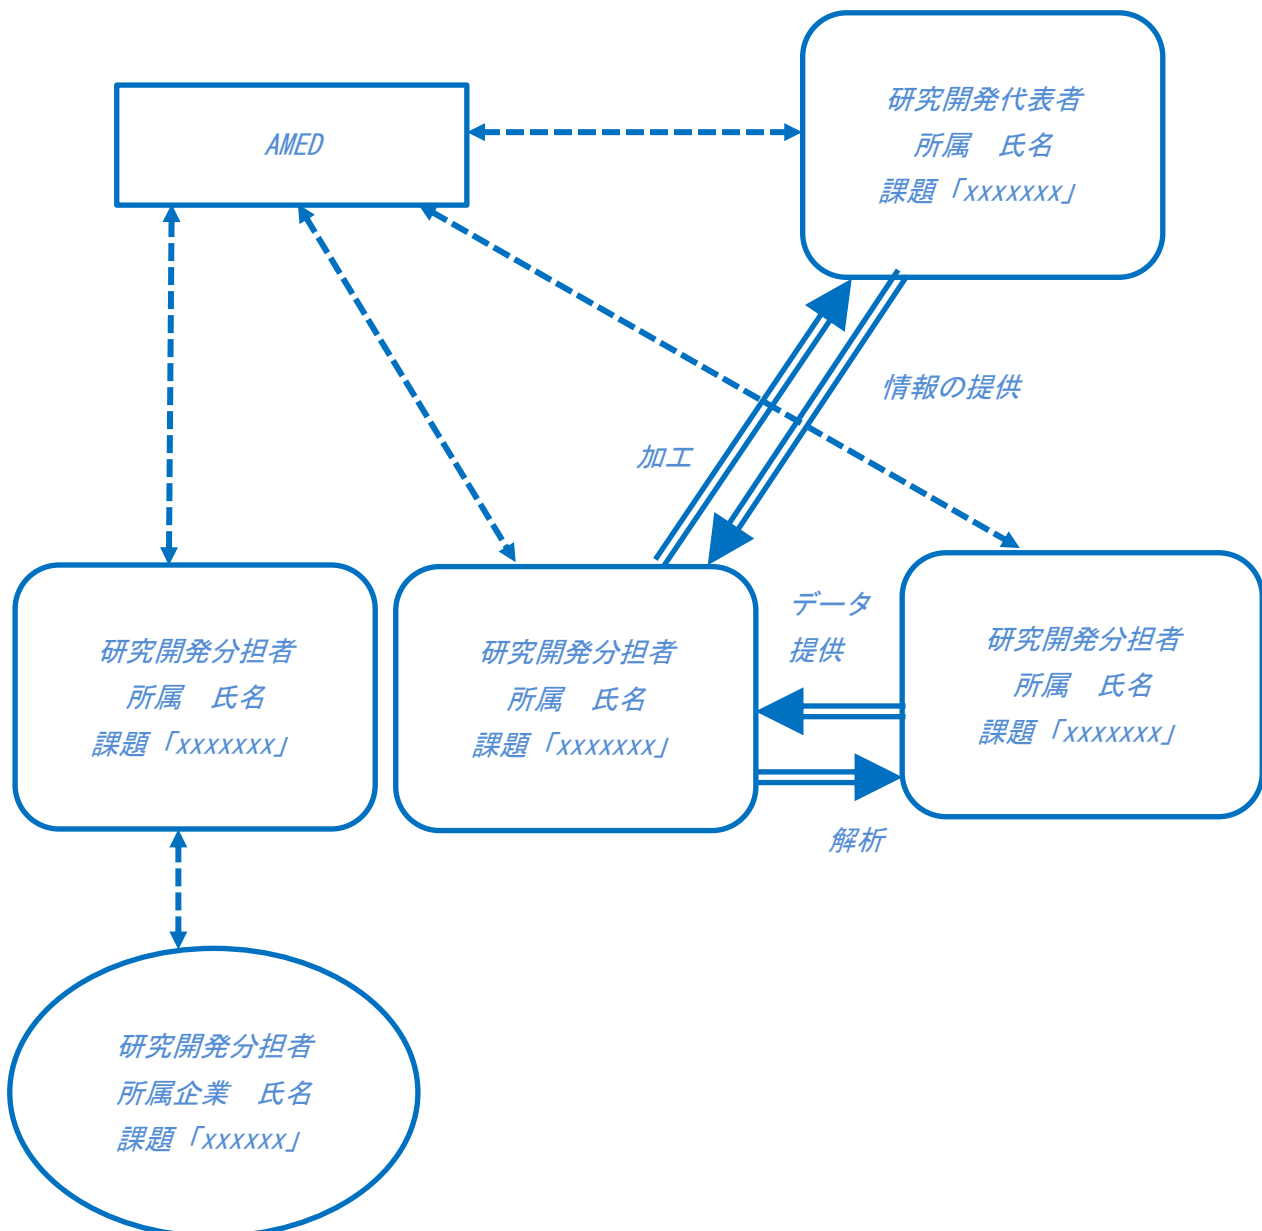 研究開発代表者
所属　氏名
課題「xxxxxxx」
AMED
情報の提供
加工
研究開発分担者
所属　氏名
課題「xxxxxxx」
研究開発分担者
所属　氏名
課題「xxxxxxx」
データ
提供
研究開発分担者
所属　氏名
課題「xxxxxxx」
解析
研究開発分担者
所属企業　氏名
課題「xxxxxx」